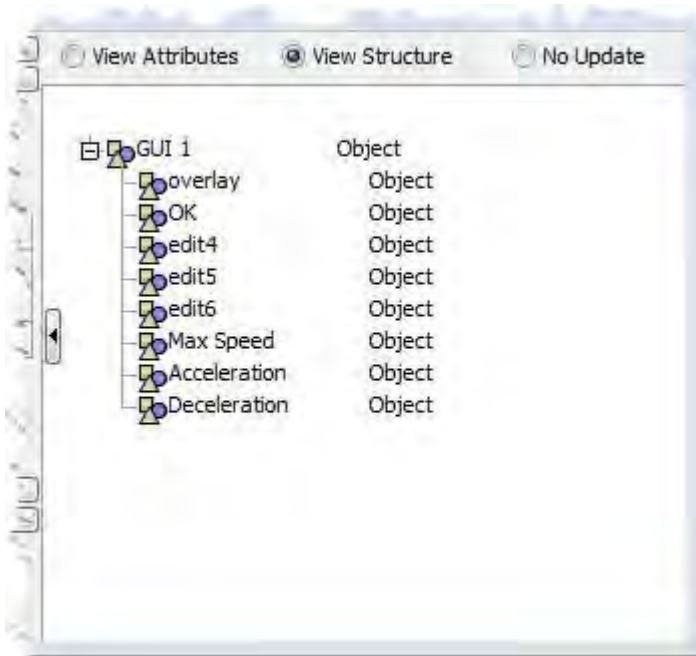 View Attributes View Structure No Update
GUI 1 Object
overlay Object
OK Object
edit4 Object
edit5 Object
edit6 Object
Max Speed Object
Acceleration Object
Deceleration Object